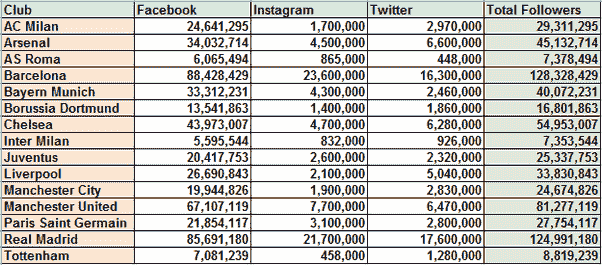 Club Facebook Instagram Twitter Total Followers
AC Milan 24,641,295 1,700,000 2,970,000 29,311,295
Arsenal 34,032,714 4,500,000 6,600,000 45,132,714
AS Roma 6,065,494 865,000 448,000 7,378,494
Barcelona 88,428,429 23,600,000 16,300,000 128,328,429
Bayern Munich 33,312,231 4,300,000 2,460,000 40,072,231
Borussia Dortmund 13,541,863 1,400,000 1,860,000 16,801,863
Chelsea 43,973,007 4,700,000 6,280,000 54,953,007
Inter Milan 5,595,544 832,000 926,000 7,353,544
Juventus 20,417,753 2,600,000 2,320,000 25,337,753
Liverpool 26,690,843 2,100,000 5,040,000 33,830,843
Manchester City 19,944,826 1,900,000 2,830,000 24,674,826
Manchester United 67,107,119 7,700,000 6,470,000 81,277,119
Paris Saint Germain 21,854,117 3,100,000 2,800,000 27,754,117
Real Madrid 85,691,180 21,700,000 17,600,000 124,991,180
Tottenham 7,081,239 458,000 1,280,000 8,819,239